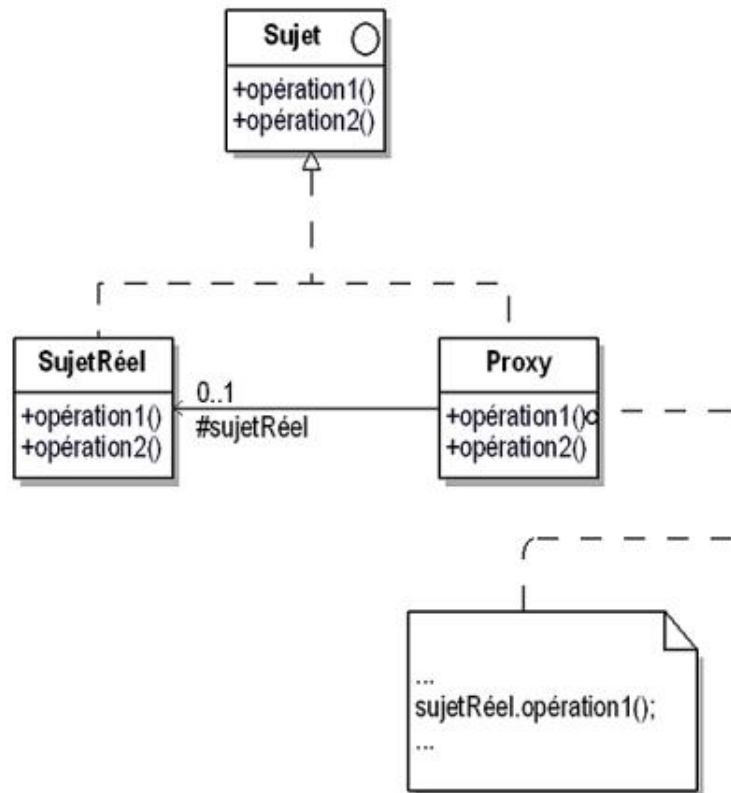 Sujet
+opération1()
+opération2()
SujetRéel
+opération1()
+opération2()
0..1
#sujetRéel
Proxy
+opération1()
+opération2()
...
sujetRéel.opération1();
...